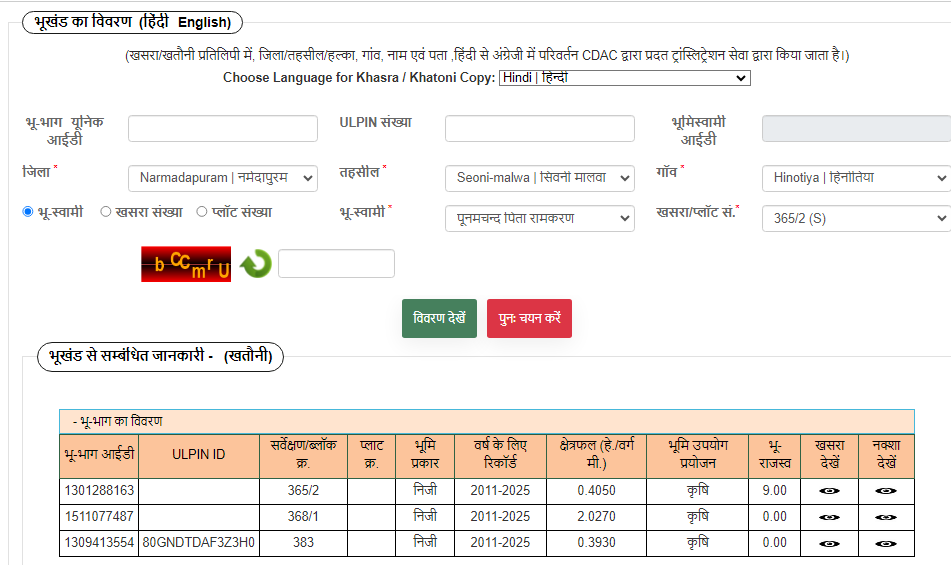 भूखंड का विवरण (हिंदी English)
(खसरा/खतौनी प्रतिलिपी में, जिला/तहसील/हल्का, गांव, नाम एवं पता ,हिंदी से अंग्रेजी में परिवर्तन CDAC द्वारा प्रदत ट्रांस्लिट्रेशन सेवा द्वारा किया जाता है।)
Choose Language for Khasra / Khatoni Copy: Hindi | हिन्दी
भू-भाग यूनिक आईडी ULPIN संख्या भूमिस्वामी आईडी
जिला * Narmadapuram | नर्मदापुरम तहसील * Seoni-malwa | सिवनी मालवा गाँव * Hinotiya | हिनोतिया
भू-स्वामी खसरा संख्या प्लॉट संख्या भू-स्वामी * पूनमचन्द पिता रामकरण खसरा/प्लॉट सं.* 365/2 (S)
b C C m r U
विवरण देखें पुनः चयन करें
भूखंड से सम्बंधित जानकारी - (खतौनी)
- भू-भाग का विवरण
भू-भाग आईडी ULPIN ID सर्वेक्षण/ब्लॉक क्र. प्लाट क्र. भूमि प्रकार वर्ष के लिए रिकॉर्ड क्षेत्रफल (हे./वर्ग मी.) भूमि उपयोग प्रयोजन भू-राजस्व खसरा देखें नक्शा देखें
1301288163 365/2 निजी 2011-2025 0.4050 कृषि 9.00
1511077487 368/1 निजी 2011-2025 2.0270 कृषि 0.00
1309413554 80GNDTDAF3Z3H0 383 निजी 2011-2025 0.3930 कृषि 0.00